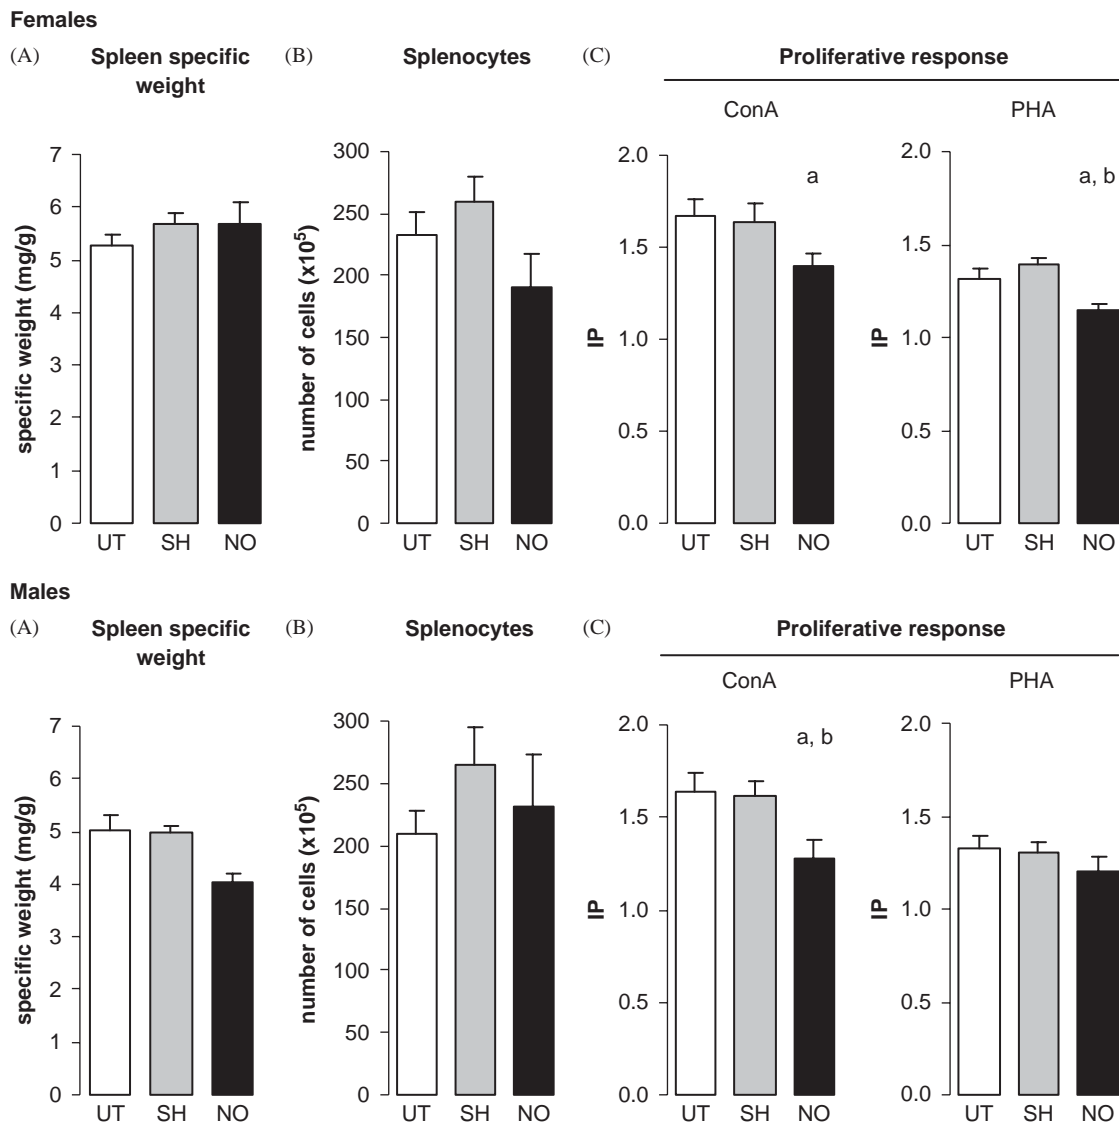 Females
(A) Spleen specific weight
(B) Splenocytes
(C) Proliferative response
ConA
PHA
specific weight (mg/g)
7
6
5
4
3
2
1
0
UT SH NO
number of cells (x10⁵)
300
250
200
150
100
50
0
UT SH NO
IP
2.0
1.5
1.0
0.5
0.0
a
UT SH NO
IP
2.0
1.5
1.0
0.5
0.0
a, b
UT SH NO
Males
(A) Spleen specific weight
(B) Splenocytes
(C) Proliferative response
ConA
PHA
specific weight (mg/g)
7
6
5
4
3
2
1
0
UT SH NO
number of cells (x10⁵)
300
250
200
150
100
50
0
UT SH NO
IP
2.0
1.5
1.0
0.5
0.0
a, b
UT SH NO
IP
2.0
1.5
1.0
0.5
0.0
UT SH NO